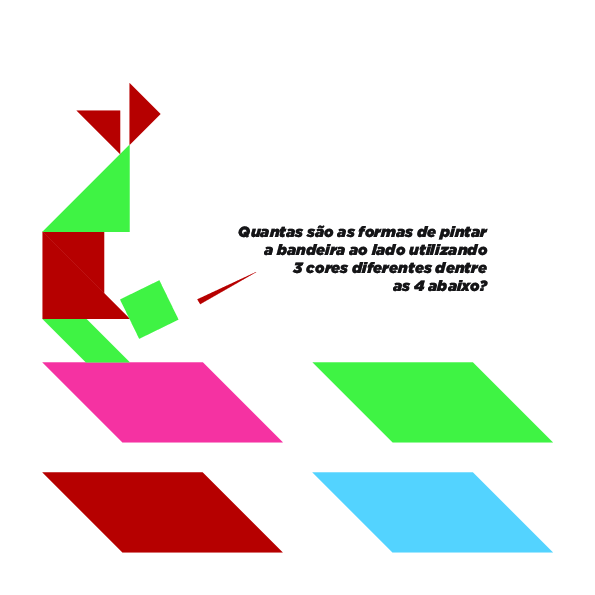 Quantas são as formas de pintar
a bandeira ao lado utilizando
3 cores diferentes dentre
as 4 abaixo?